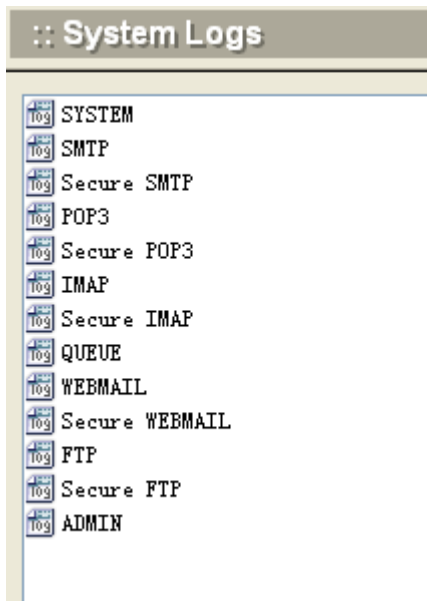 :: System Logs
SYSTEM
SMTP
Secure SMTP
POP3
Secure POP3
IMAP
Secure IMAP
QUEUE
WEBMAIL
Secure WEBMAIL
FTP
Secure FTP
ADMIN